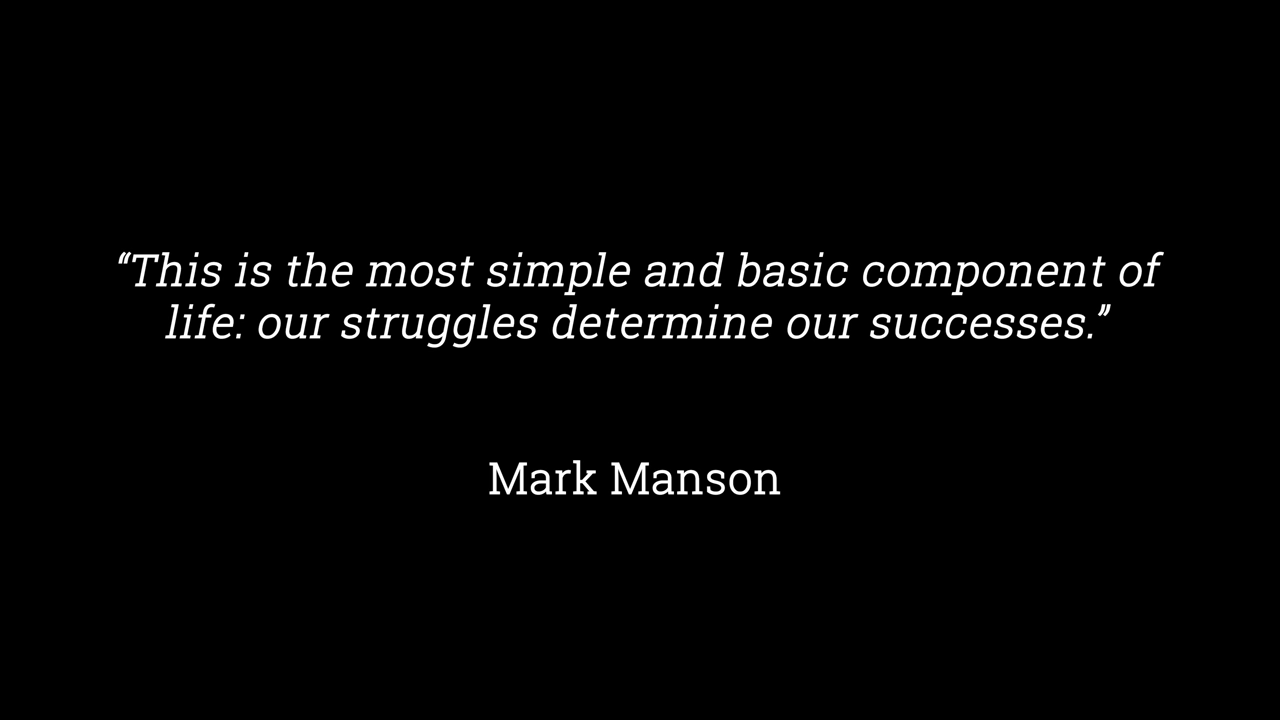 “This is the most simple and basic component of
life: our struggles determine our successes.”
Mark Manson